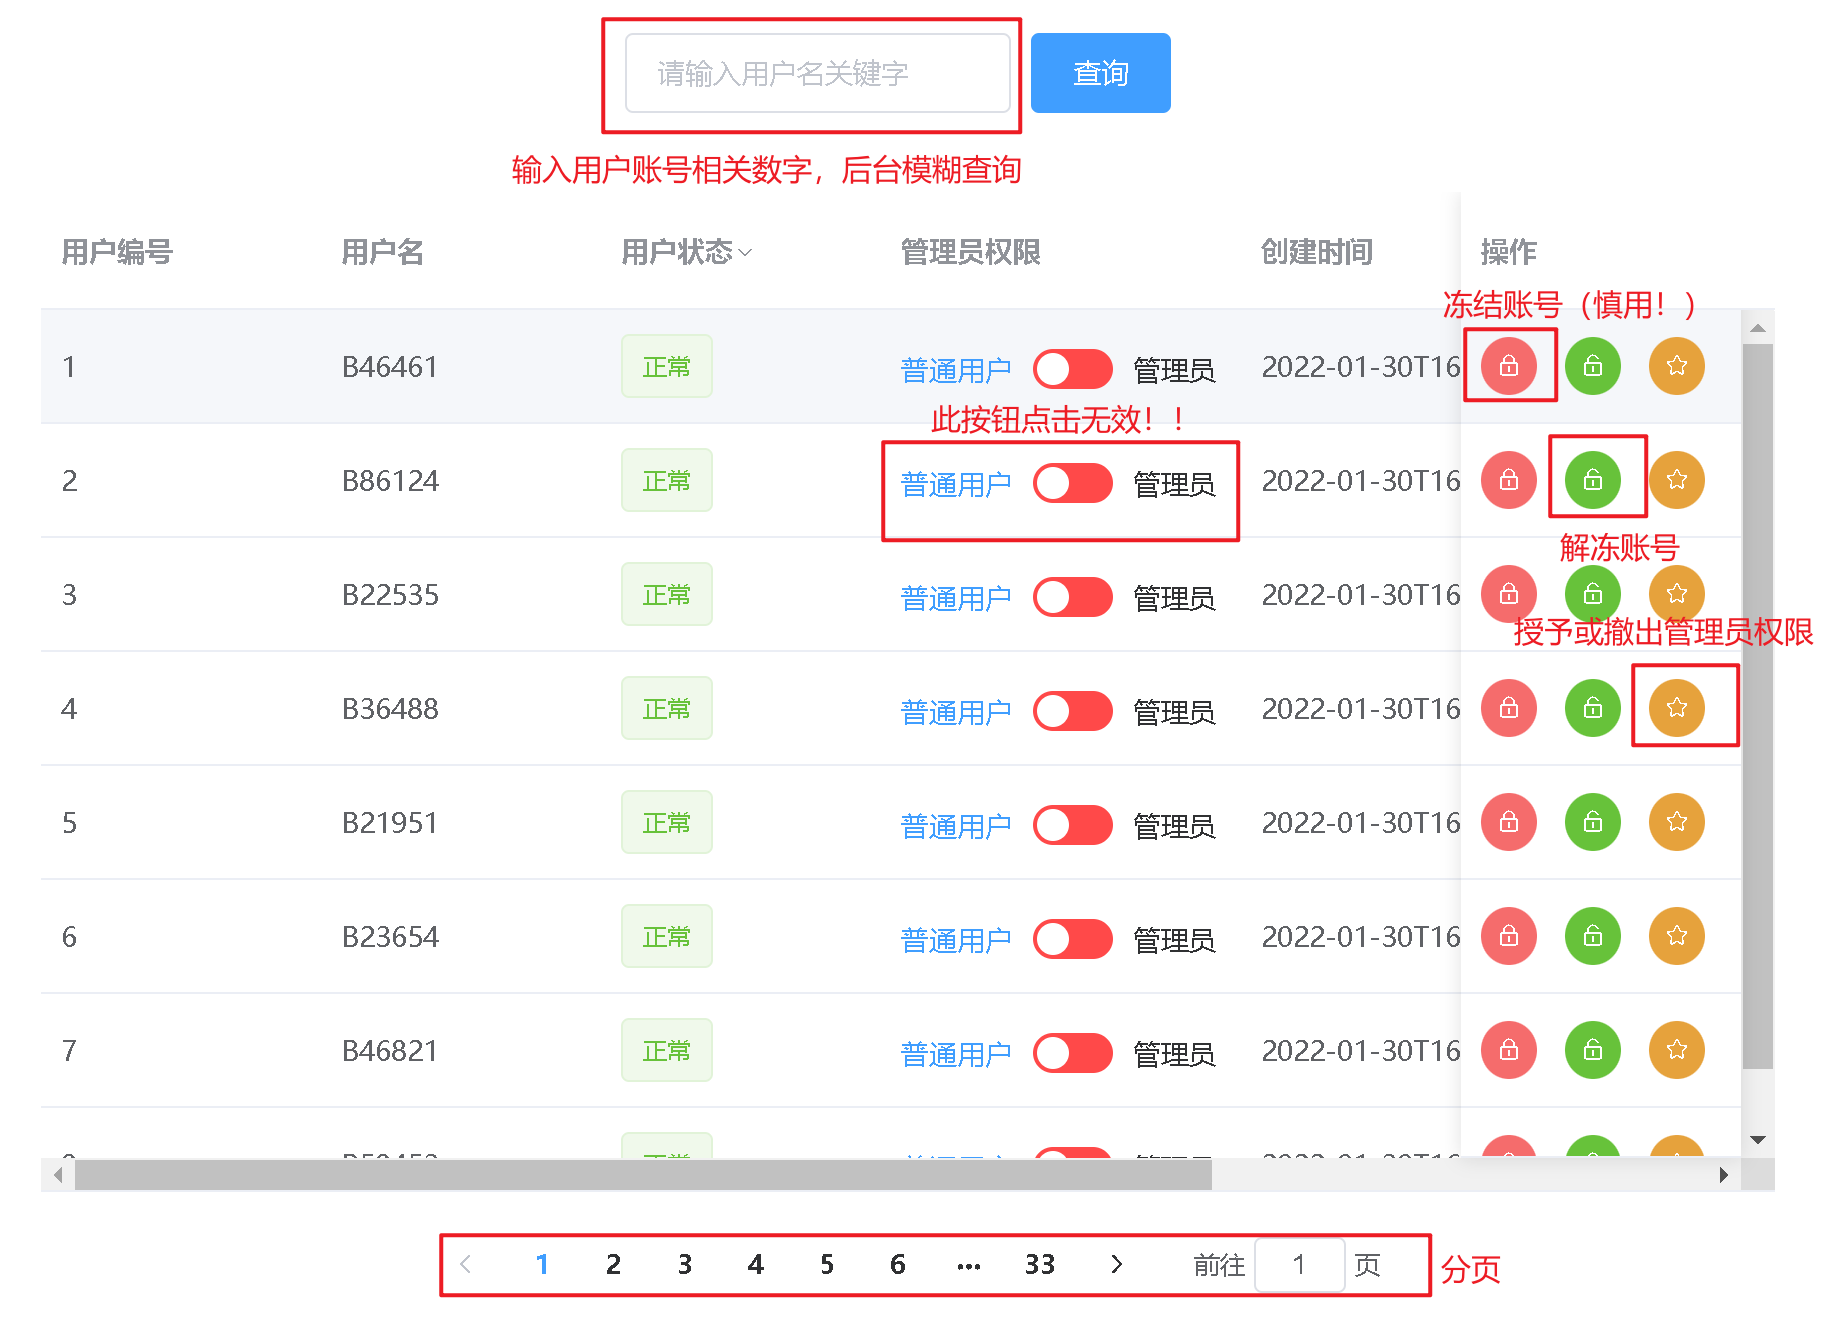 请输入用户名关键字 查询
输入用户账号相关数字，后台模糊查询
用户编号 用户名 用户状态 管理员权限 创建时间 操作
冻结账号（慎用！）
1 B46461 正常 普通用户 管理员 2022-01-30T16
此按钮点击无效！！
2 B86124 正常 普通用户 管理员 2022-01-30T16
解冻账号
3 B22535 正常 普通用户 管理员 2022-01-30T16
授予或撤出管理员权限
4 B36488 正常 普通用户 管理员 2022-01-30T16
5 B21951 正常 普通用户 管理员 2022-01-30T16
6 B23654 正常 普通用户 管理员 2022-01-30T16
7 B46821 正常 普通用户 管理员 2022-01-30T16
1 2 3 4 5 6 ··· 33 前往 1 页 分页